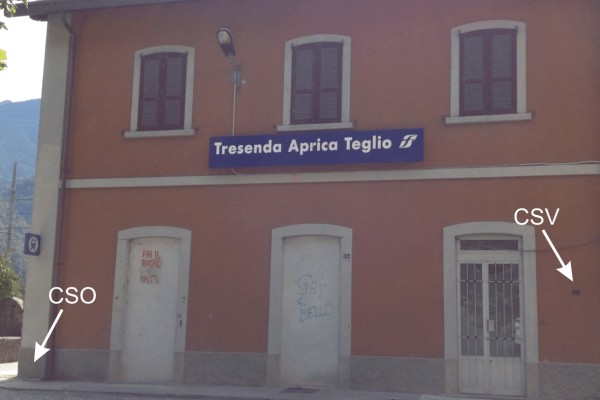 Tresenda Aprica Teglio
CSV
CSO
GAY
È
BELLO